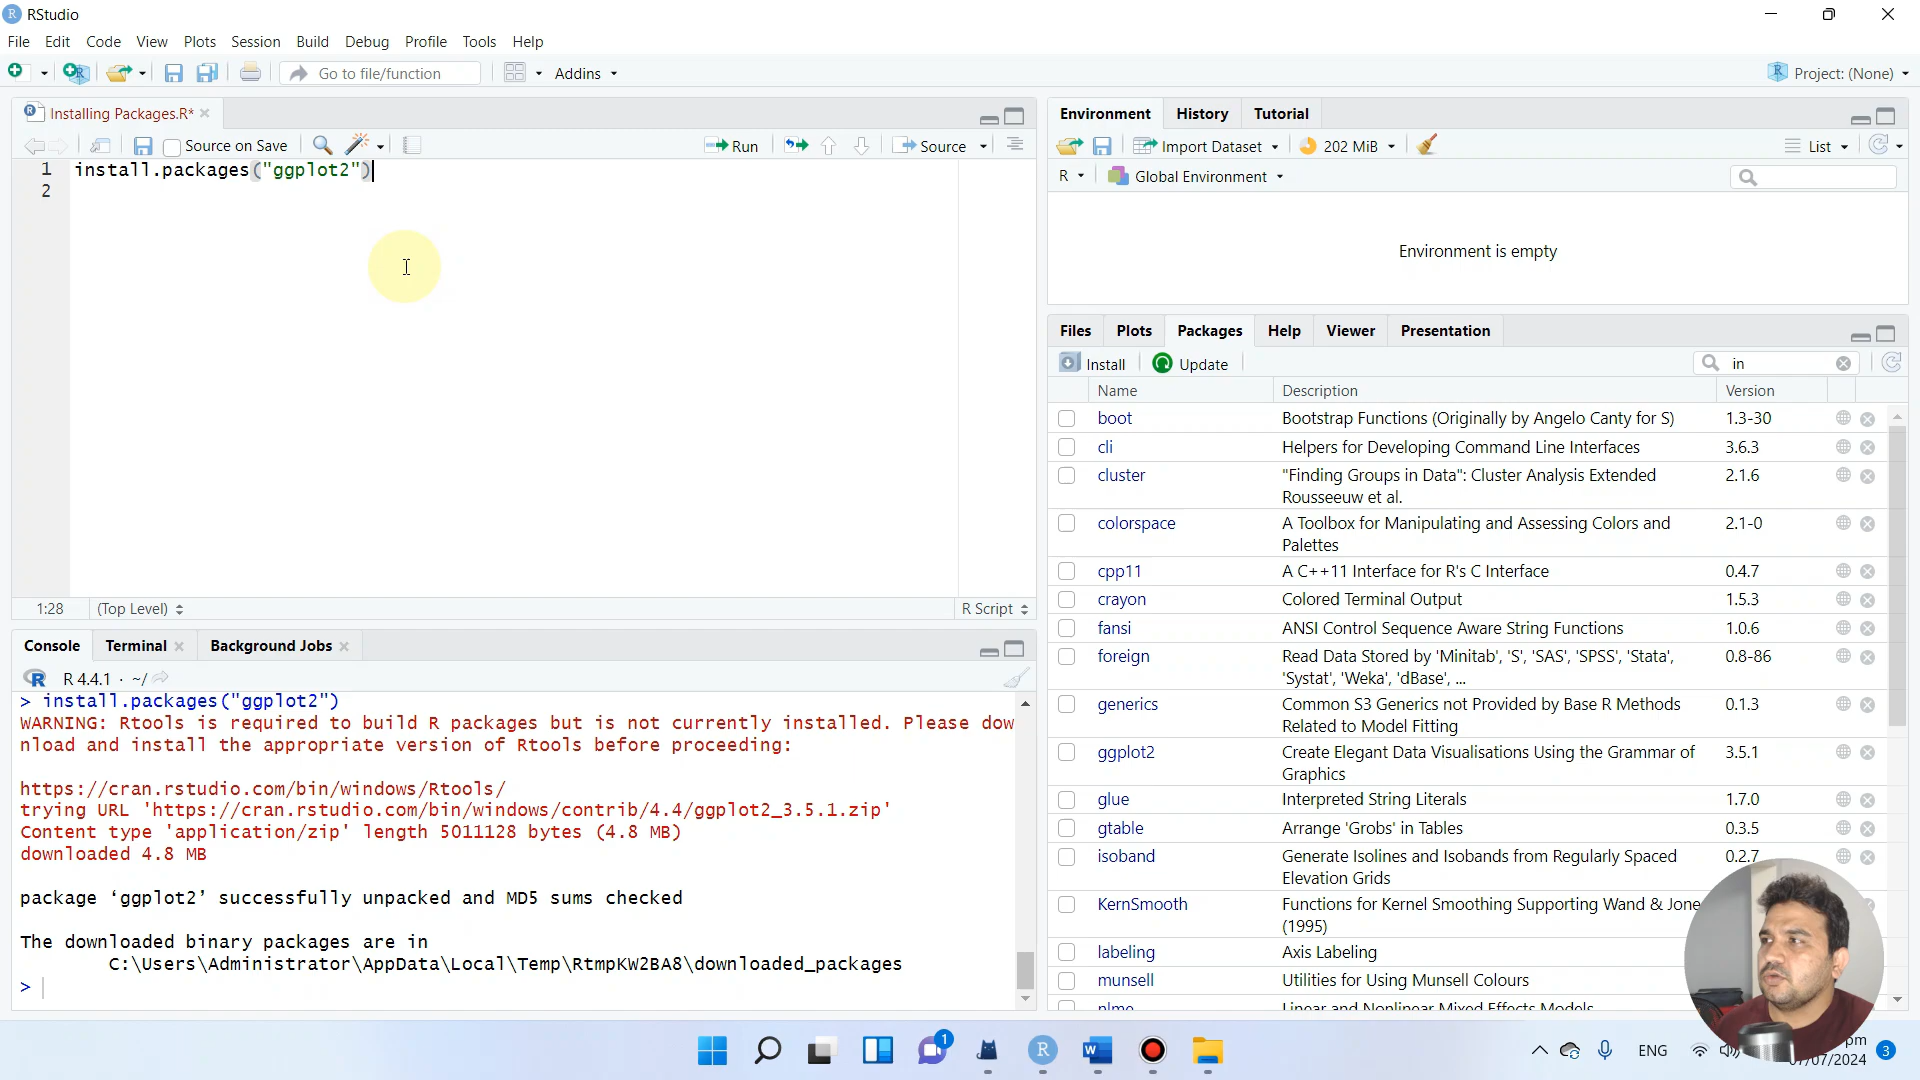 RStudio
File Edit Code View Plots Session Build Debug Profile Tools Help
Go to file/function Addins Project: (None)
Installing Packages.R*
Source on Save Run Source
1 install.packages("ggplot2")
2
1:28 (Top Level) R Script
Console Terminal Background Jobs
R 4.4.1 · ~/
> install.packages("ggplot2")
WARNING: Rtools is required to build R packages but is not currently installed. Please dow
nload and install the appropriate version of Rtools before proceeding:
https://cran.rstudio.com/bin/windows/Rtools/
trying URL 'https://cran.rstudio.com/bin/windows/contrib/4.4/ggplot2_3.5.1.zip'
Content type 'application/zip' length 5011128 bytes (4.8 MB)
downloaded 4.8 MB
package ‘ggplot2’ successfully unpacked and MD5 sums checked
The downloaded binary packages are in
C:\Users\Administrator\AppData\Local\Temp\RtmpKW2BA8\downloaded_packages
>
Environment History Tutorial
Import Dataset 202 MiB List
R Global Environment
Environment is empty
Files Plots Packages Help Viewer Presentation
Install Update in
Name Description Version
boot Bootstrap Functions (Originally by Angelo Canty for S) 1.3-30
cli Helpers for Developing Command Line Interfaces 3.6.3
cluster "Finding Groups in Data": Cluster Analysis Extended 2.1.6
Rousseeuw et al.
colorspace A Toolbox for Manipulating and Assessing Colors and 2.1-0
Palettes
cpp11 A C++11 Interface for R's C Interface 0.4.7
crayon Colored Terminal Output 1.5.3
fansi ANSI Control Sequence Aware String Functions 1.0.6
foreign Read Data Stored by 'Minitab', 'S', 'SAS', 'SPSS', 'Stata', 0.8-86
'Systat', 'Weka', 'dBase', ...
generics Common S3 Generics not Provided by Base R Methods 0.1.3
Related to Model Fitting
ggplot2 Create Elegant Data Visualisations Using the Grammar of 3.5.1
Graphics
glue Interpreted String Literals 1.7.0
gtable Arrange 'Grobs' in Tables 0.3.5
isoband Generate Isolines and Isobands from Regularly Spaced 0.2.7
Elevation Grids
KernSmooth Functions for Kernel Smoothing Supporting Wand & Jone
(1995)
labeling Axis Labeling
munsell Utilities for Using Munsell Colours
nlme Linear and Nonlinear Mixed Effects Models
1 ENG pm
07/07/2024 3